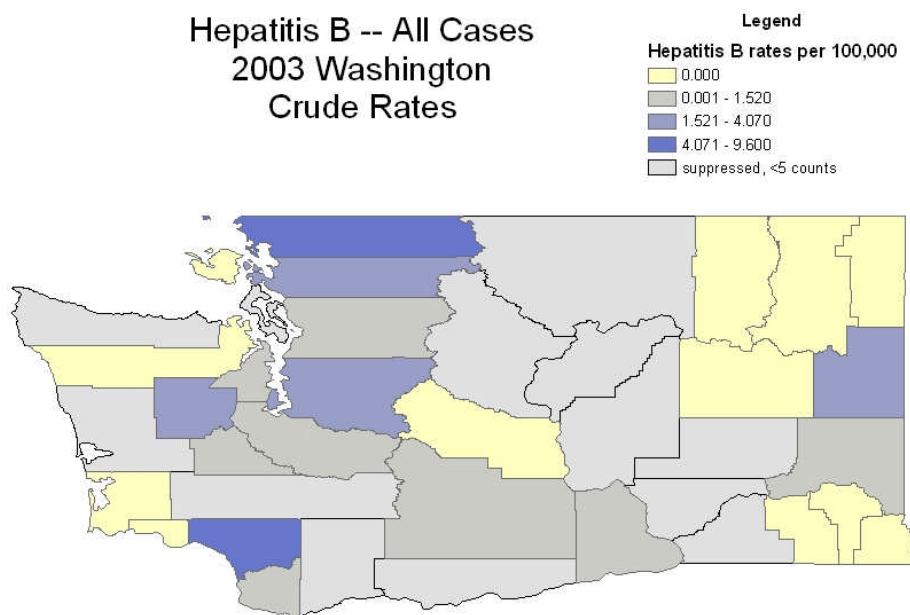 Hepatitis B -- All Cases
2003 Washington
Crude Rates
Legend
Hepatitis B rates per 100,000
0.000
0.001 - 1.520
1.521 - 4.070
4.071 - 9.600
suppressed, <5 counts